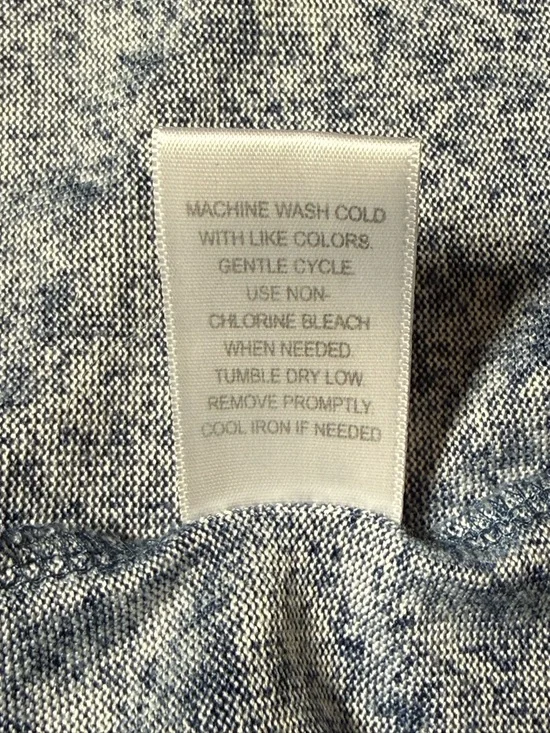 MACHINE WASH COLD
WITH LIKE COLORS.
GENTLE CYCLE.
USE NON-
CHLORINE BLEACH
WHEN NEEDED.
TUMBLE DRY LOW.
REMOVE PROMPTLY.
COOL IRON IF NEEDED